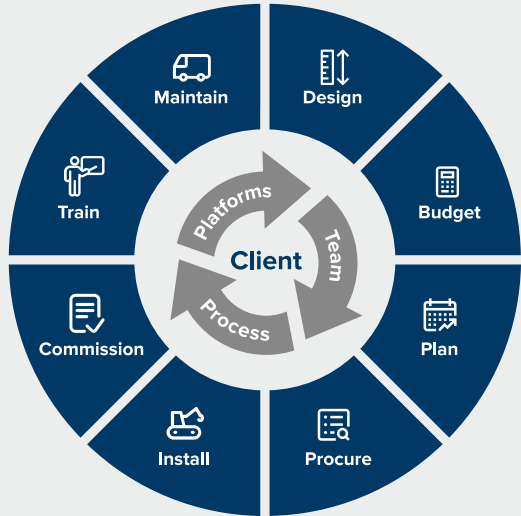 Design
Budget
Plan
Procure
Install
Commission
Train
Maintain
Platforms
Team
Process
Client